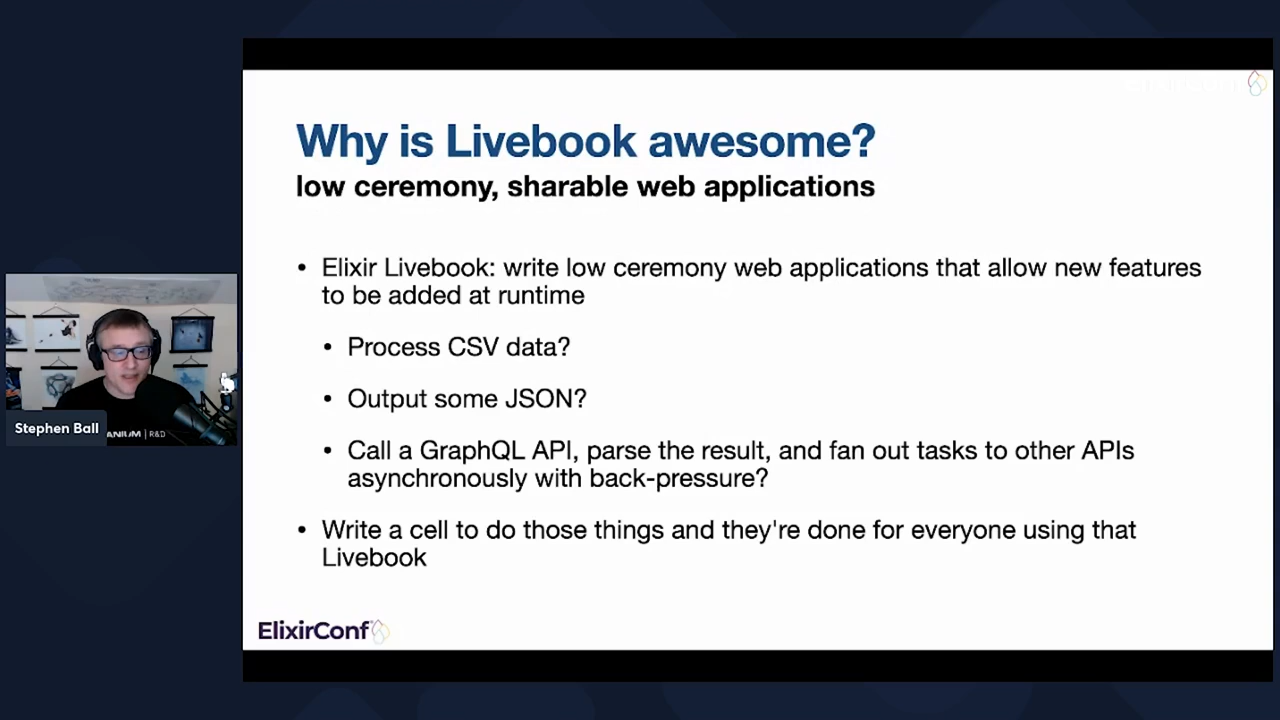 Why is Livebook awesome?
low ceremony, sharable web applications
• Elixir Livebook: write low ceremony web applications that allow new features
to be added at runtime
• Process CSV data?
• Output some JSON?
• Call a GraphQL API, parse the result, and fan out tasks to other APIs
asynchronously with back-pressure?
• Write a cell to do those things and they're done for everyone using that
Livebook
ElixirConf
Stephen Ball
ANIUM | R&D